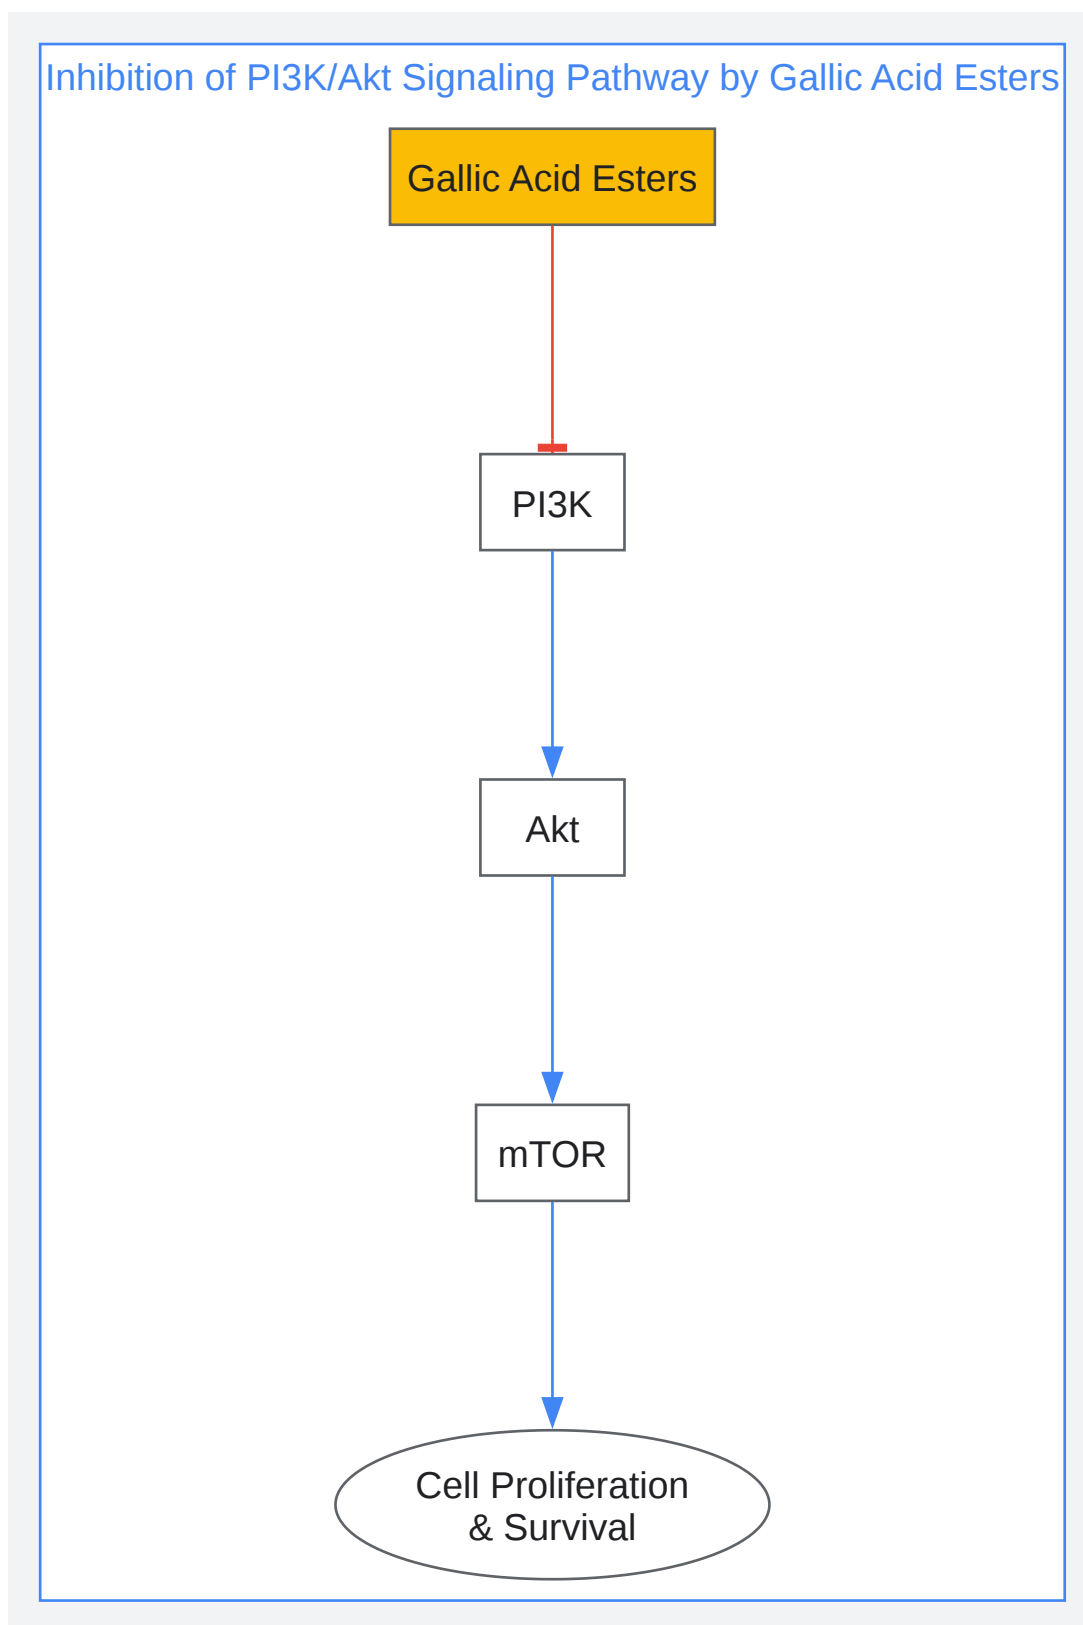 Inhibition of PI3K/Akt Signaling Pathway by Gallic Acid Esters
Gallic Acid Esters
PI3K
Akt
mTOR
Cell Proliferation
& Survival